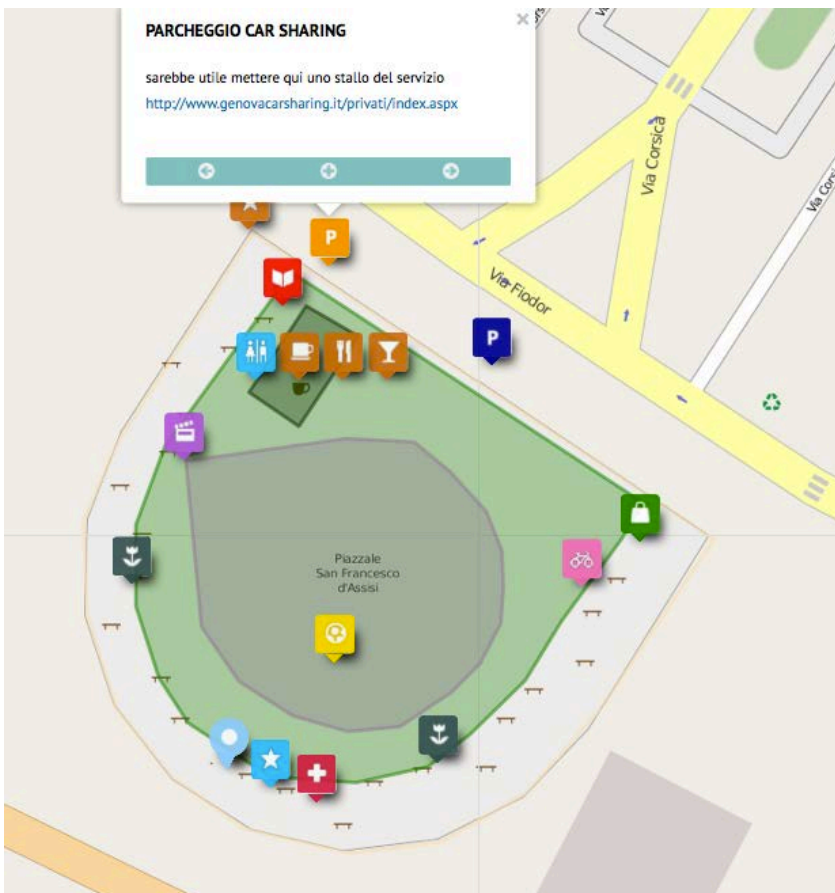 PARCHEGGIO CAR SHARING
sarebbe utile mettere qui uno stallo del servizio
http://www.genovacarsharing.it/privati/index.aspx
Via Corsica
P
Via Fiodor
P
Piazzale
San Francesco
d'Assisi